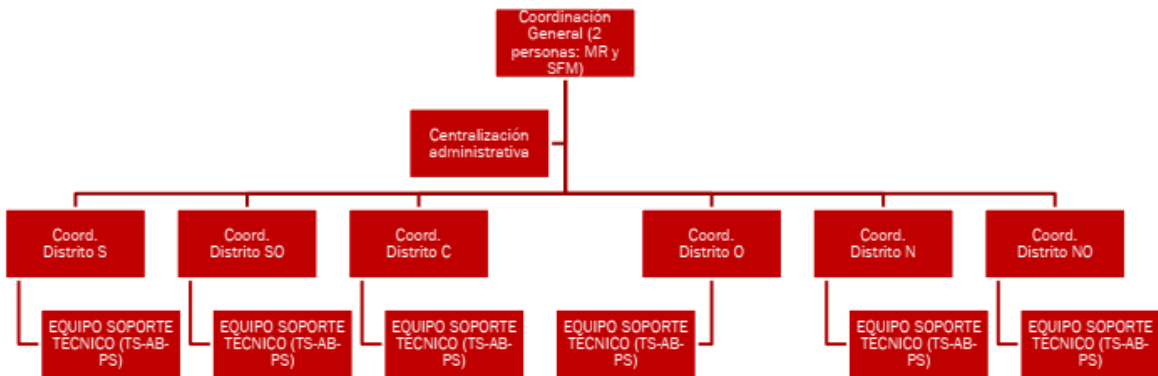 Coordinación
General (2
personas: MR y
SFM)
Centralización
administrativa
Coord.
Distrito S
Coord.
Distrito SO
Coord.
Distrito C
Coord.
Distrito O
Coord.
Distrito N
Coord.
Distrito NO
EQUIPO SOPORTE
TÉCNICO (TS-AB-
PS)
EQUIPO SOPORTE
TÉCNICO (TS-AB-
PS)
EQUIPO SOPORTE
TÉCNICO (TS-AB-
PS)
EQUIPO SOPORTE
TÉCNICO (TS-AB-
PS)
EQUIPO SOPORTE
TÉCNICO (TS-AB-
PS)
EQUIPO SOPORTE
TÉCNICO (TS-AB-
PS)